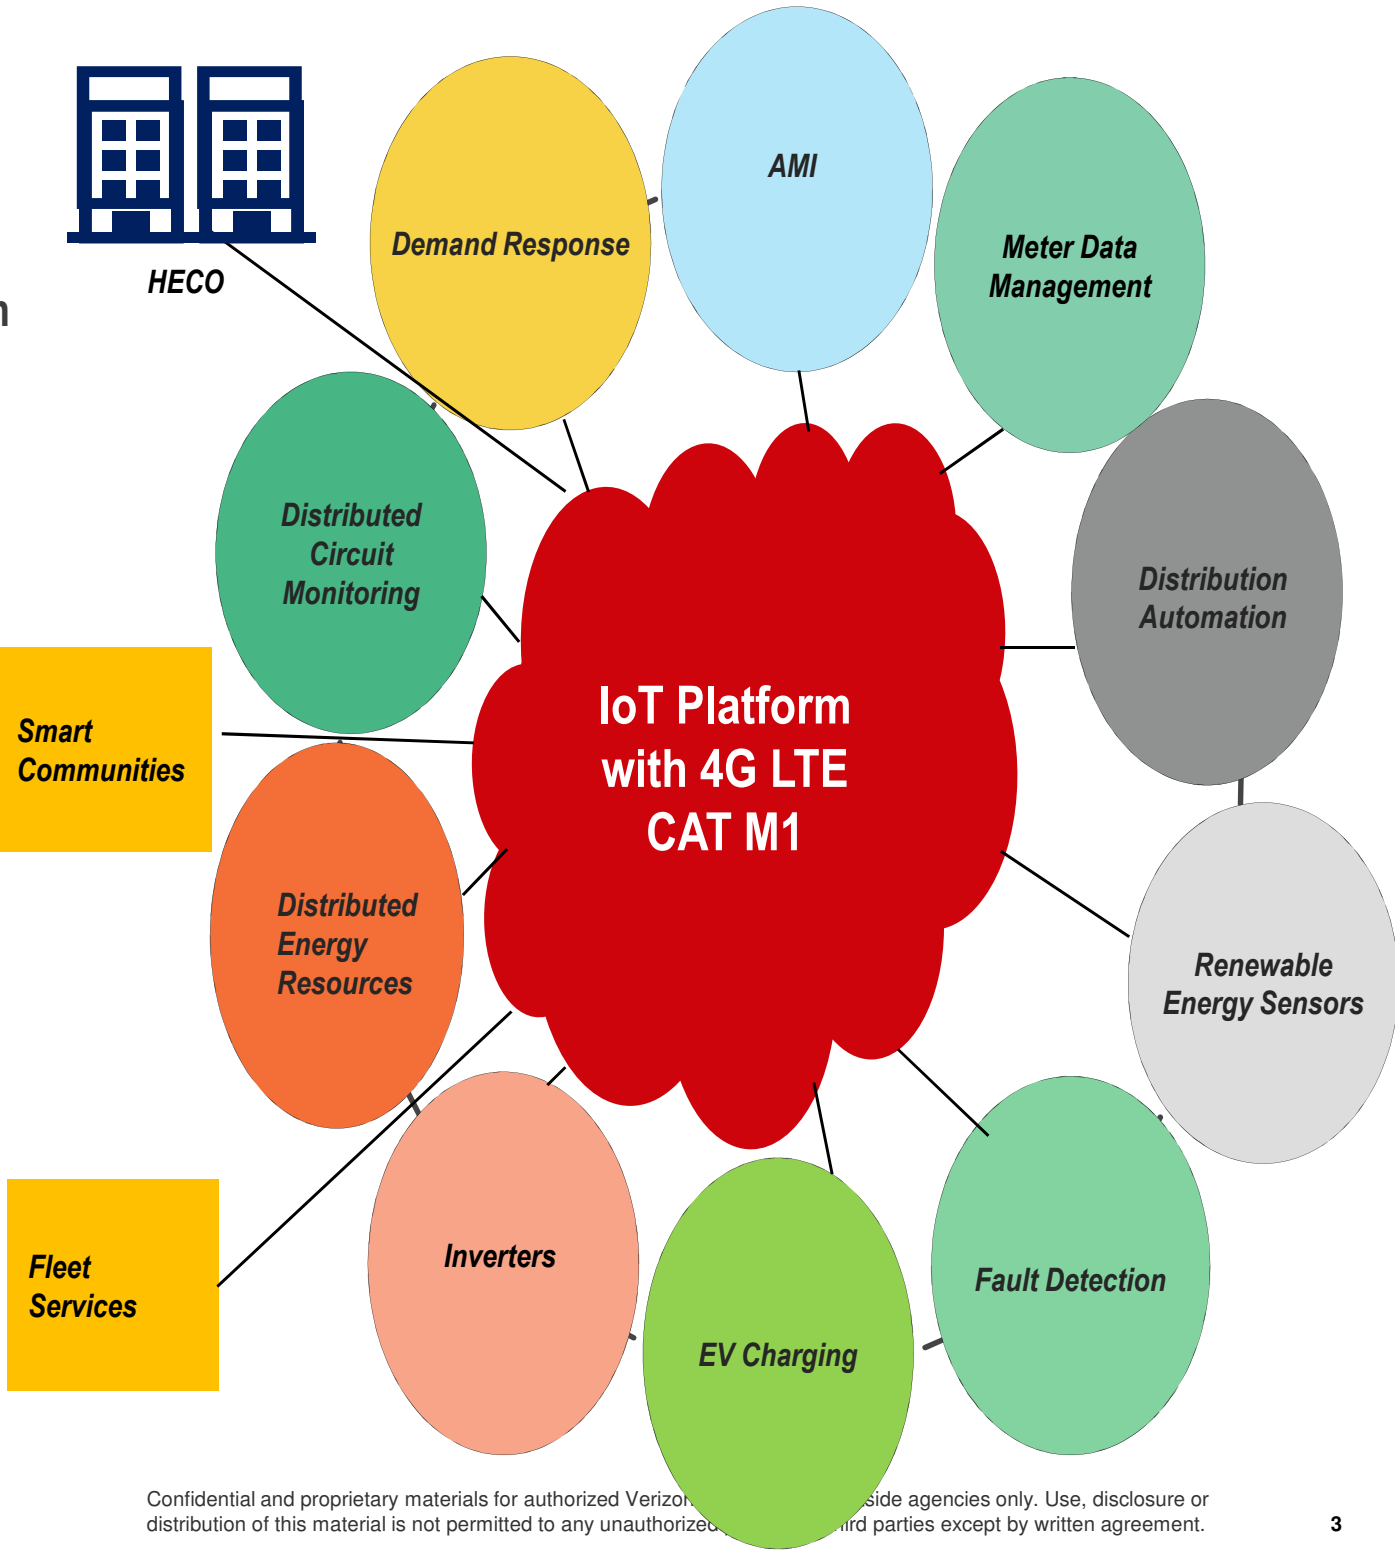 AMI
Demand Response
Meter Data
Management
HECO
Distributed
Circuit
Monitoring
Distribution
Automation
IoT Platform
with 4G LTE
CAT M1
Smart
Communities
Distributed
Energy
Resources
Renewable
Energy Sensors
Inverters
Fleet
Services
Fault Detection
EV Charging
Confidential and proprietary materials for authorized agencies only. Use, disclosure or
distribution of this material is not permitted to any unauthorized parties except by written agreement.
3